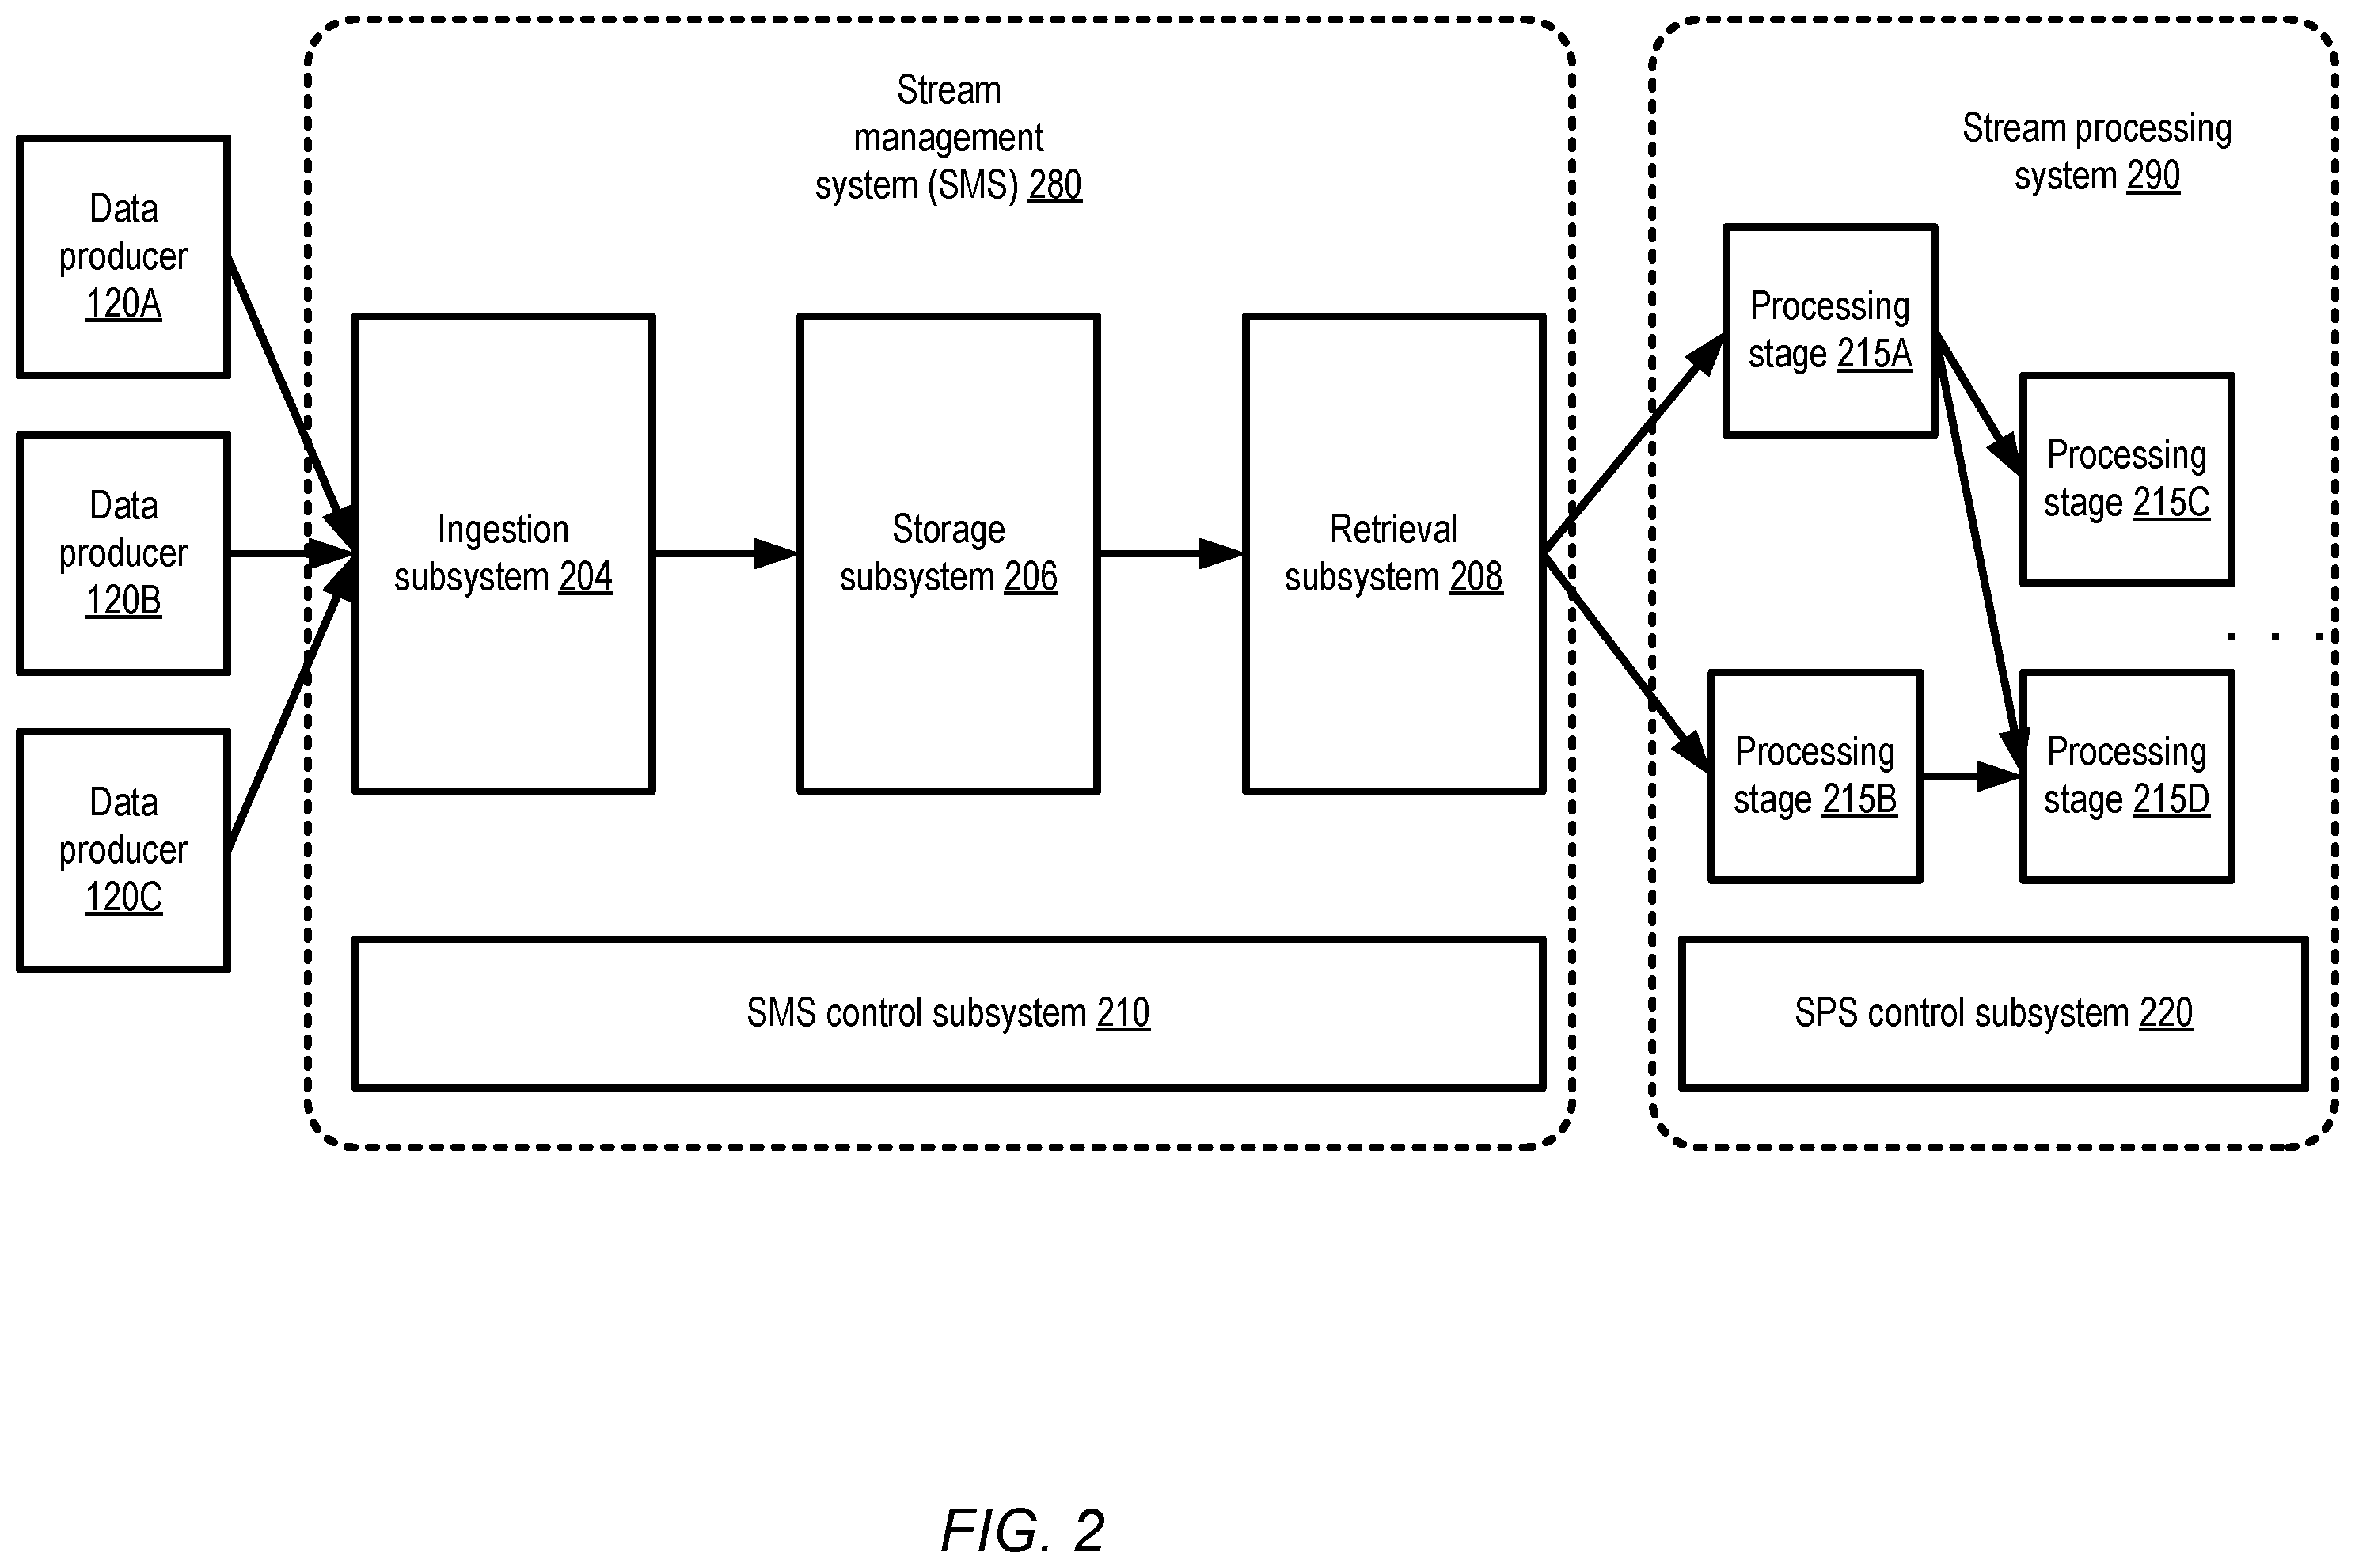 Stream
management
system (SMS) 280
Stream processing
system 290
Data
producer
120A
Data
producer
120B
Data
producer
120C
Ingestion
subsystem 204
Storage
subsystem 206
Retrieval
subsystem 208
Processing
stage 215A
Processing
stage 215C
Processing
stage 215B
Processing
stage 215D
. . .
SMS control subsystem 210
SPS control subsystem 220
FIG. 2